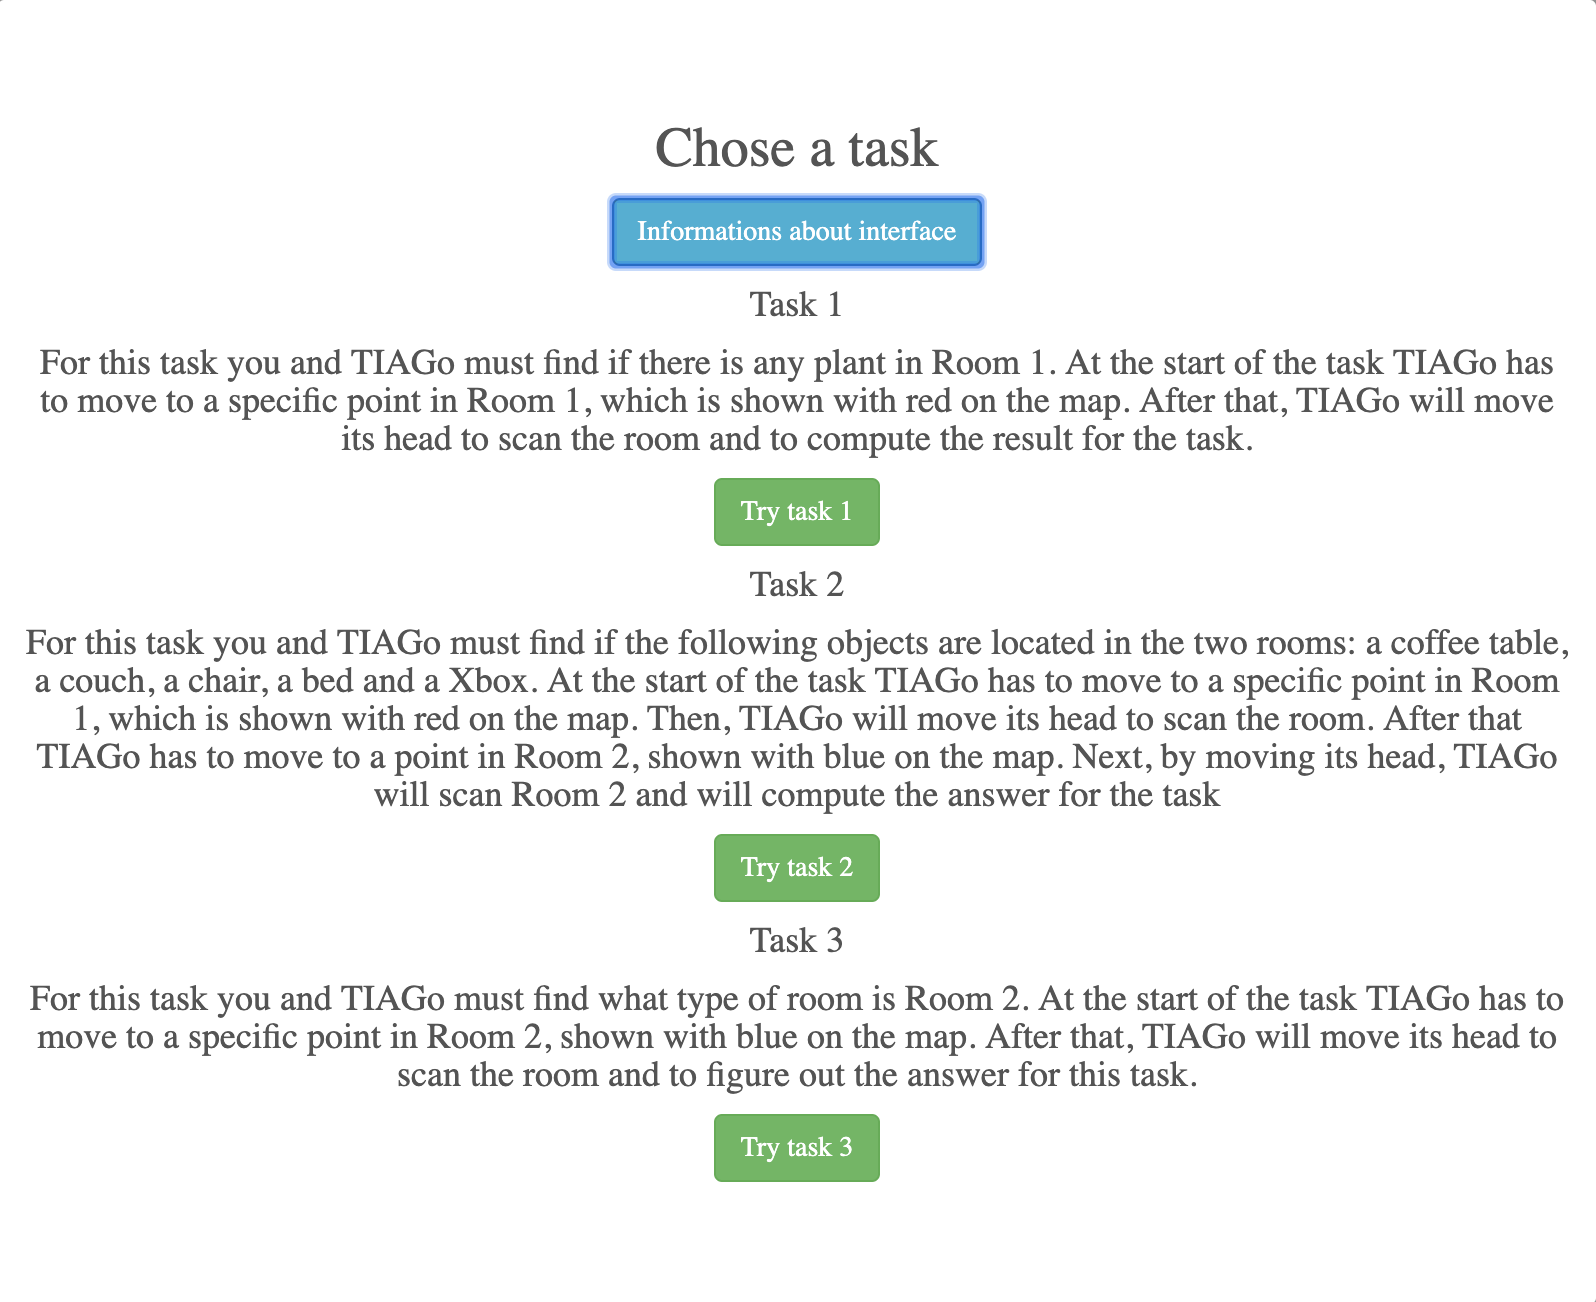 Chose a task
Informations about interface
Task 1
For this task you and TIAGo must find if there is any plant in Room 1. At the start of the task TIAGo has
to move to a specific point in Room 1, which is shown with red on the map. After that, TIAGo will move
its head to scan the room and to compute the result for the task.
Try task 1
Task 2
For this task you and TIAGo must find if the following objects are located in the two rooms: a coffee table,
a couch, a chair, a bed and a Xbox. At the start of the task TIAGo has to move to a specific point in Room
1, which is shown with red on the map. Then, TIAGo will move its head to scan the room. After that
TIAGo has to move to a point in Room 2, shown with blue on the map. Next, by moving its head, TIAGo
will scan Room 2 and will compute the answer for the task
Try task 2
Task 3
For this task you and TIAGo must find what type of room is Room 2. At the start of the task TIAGo has to
move to a specific point in Room 2, shown with blue on the map. After that, TIAGo will move its head to
scan the room and to figure out the answer for this task.
Try task 3